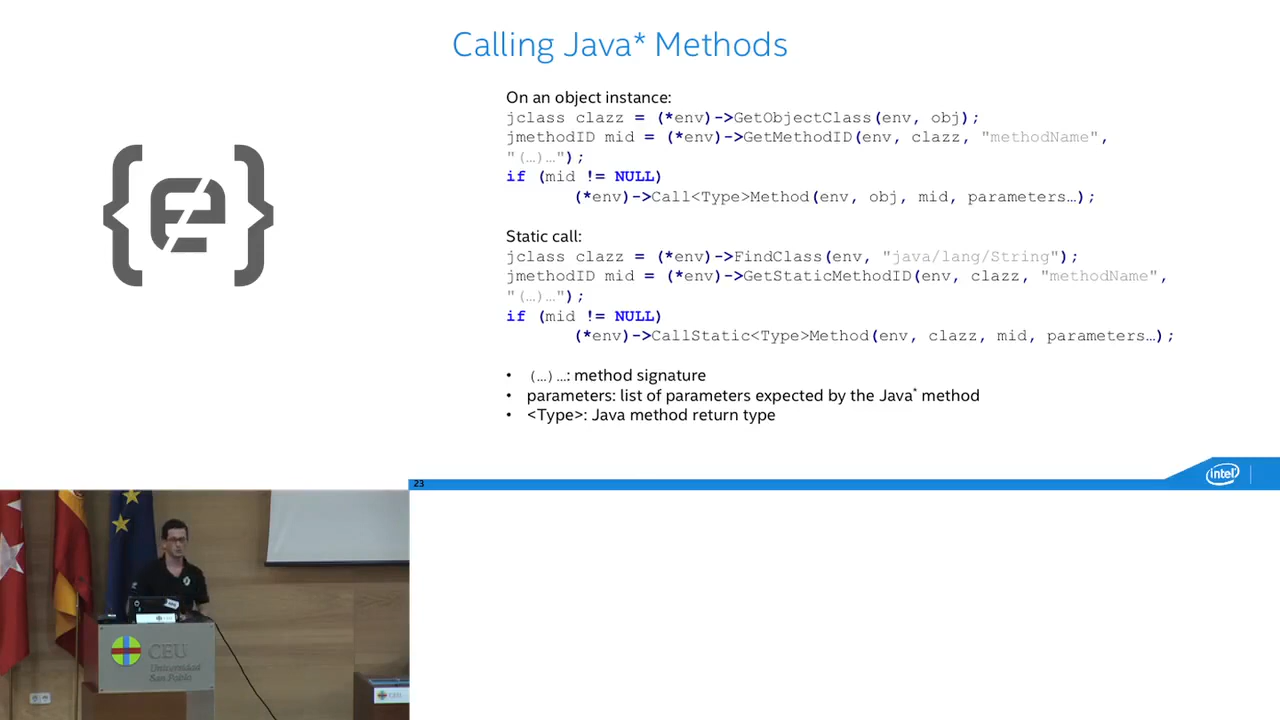 Calling Java* Methods
On an object instance:
jclass clazz = (*env)->GetObjectClass(env, obj);
jmethodID mid = (*env)->GetMethodID(env, clazz, "methodName",
"(…)…");
if (mid != NULL)
(*env)->Call<Type>Method(env, obj, mid, parameters…);
Static call:
jclass clazz = (*env)->FindClass(env, "java/lang/String");
jmethodID mid = (*env)->GetStaticMethodID(env, clazz, "methodName",
"(…)…");
if (mid != NULL)
(*env)->CallStatic<Type>Method(env, clazz, mid, parameters…);
• (…)…: method signature
• parameters: list of parameters expected by the Java* method
• <Type>: Java method return type
23
intel
CEU
Universidad
San Pablo
CEU